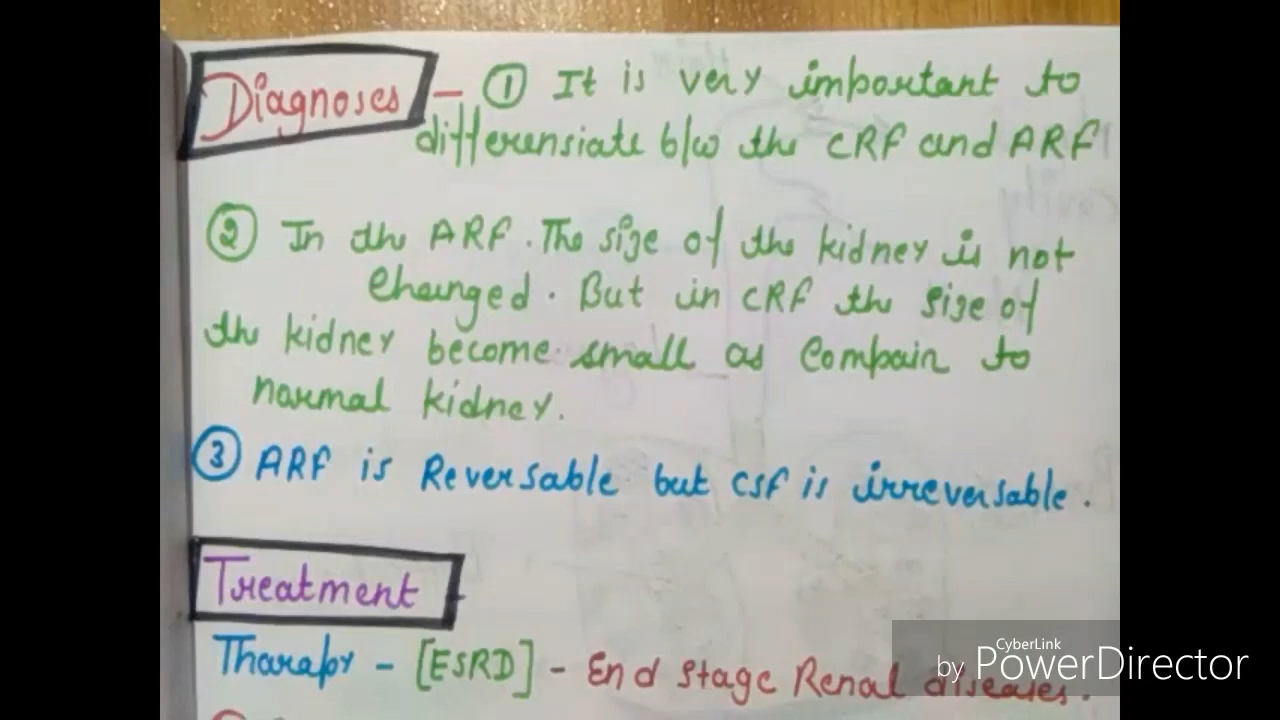 Diagnoses - ① It is very important to
differensiate b/w the CRF and ARF
② In the ARF. The size of the kidney is not
Changed. But in CRF the size of
the kidney become small as Compair to
normal kidney.
③ ARF is Reversable but CSF is irreversable.
Treatment -
Tharapy - [ESRD] - End Stage Renal diseases.
CyberLink
by PowerDirector